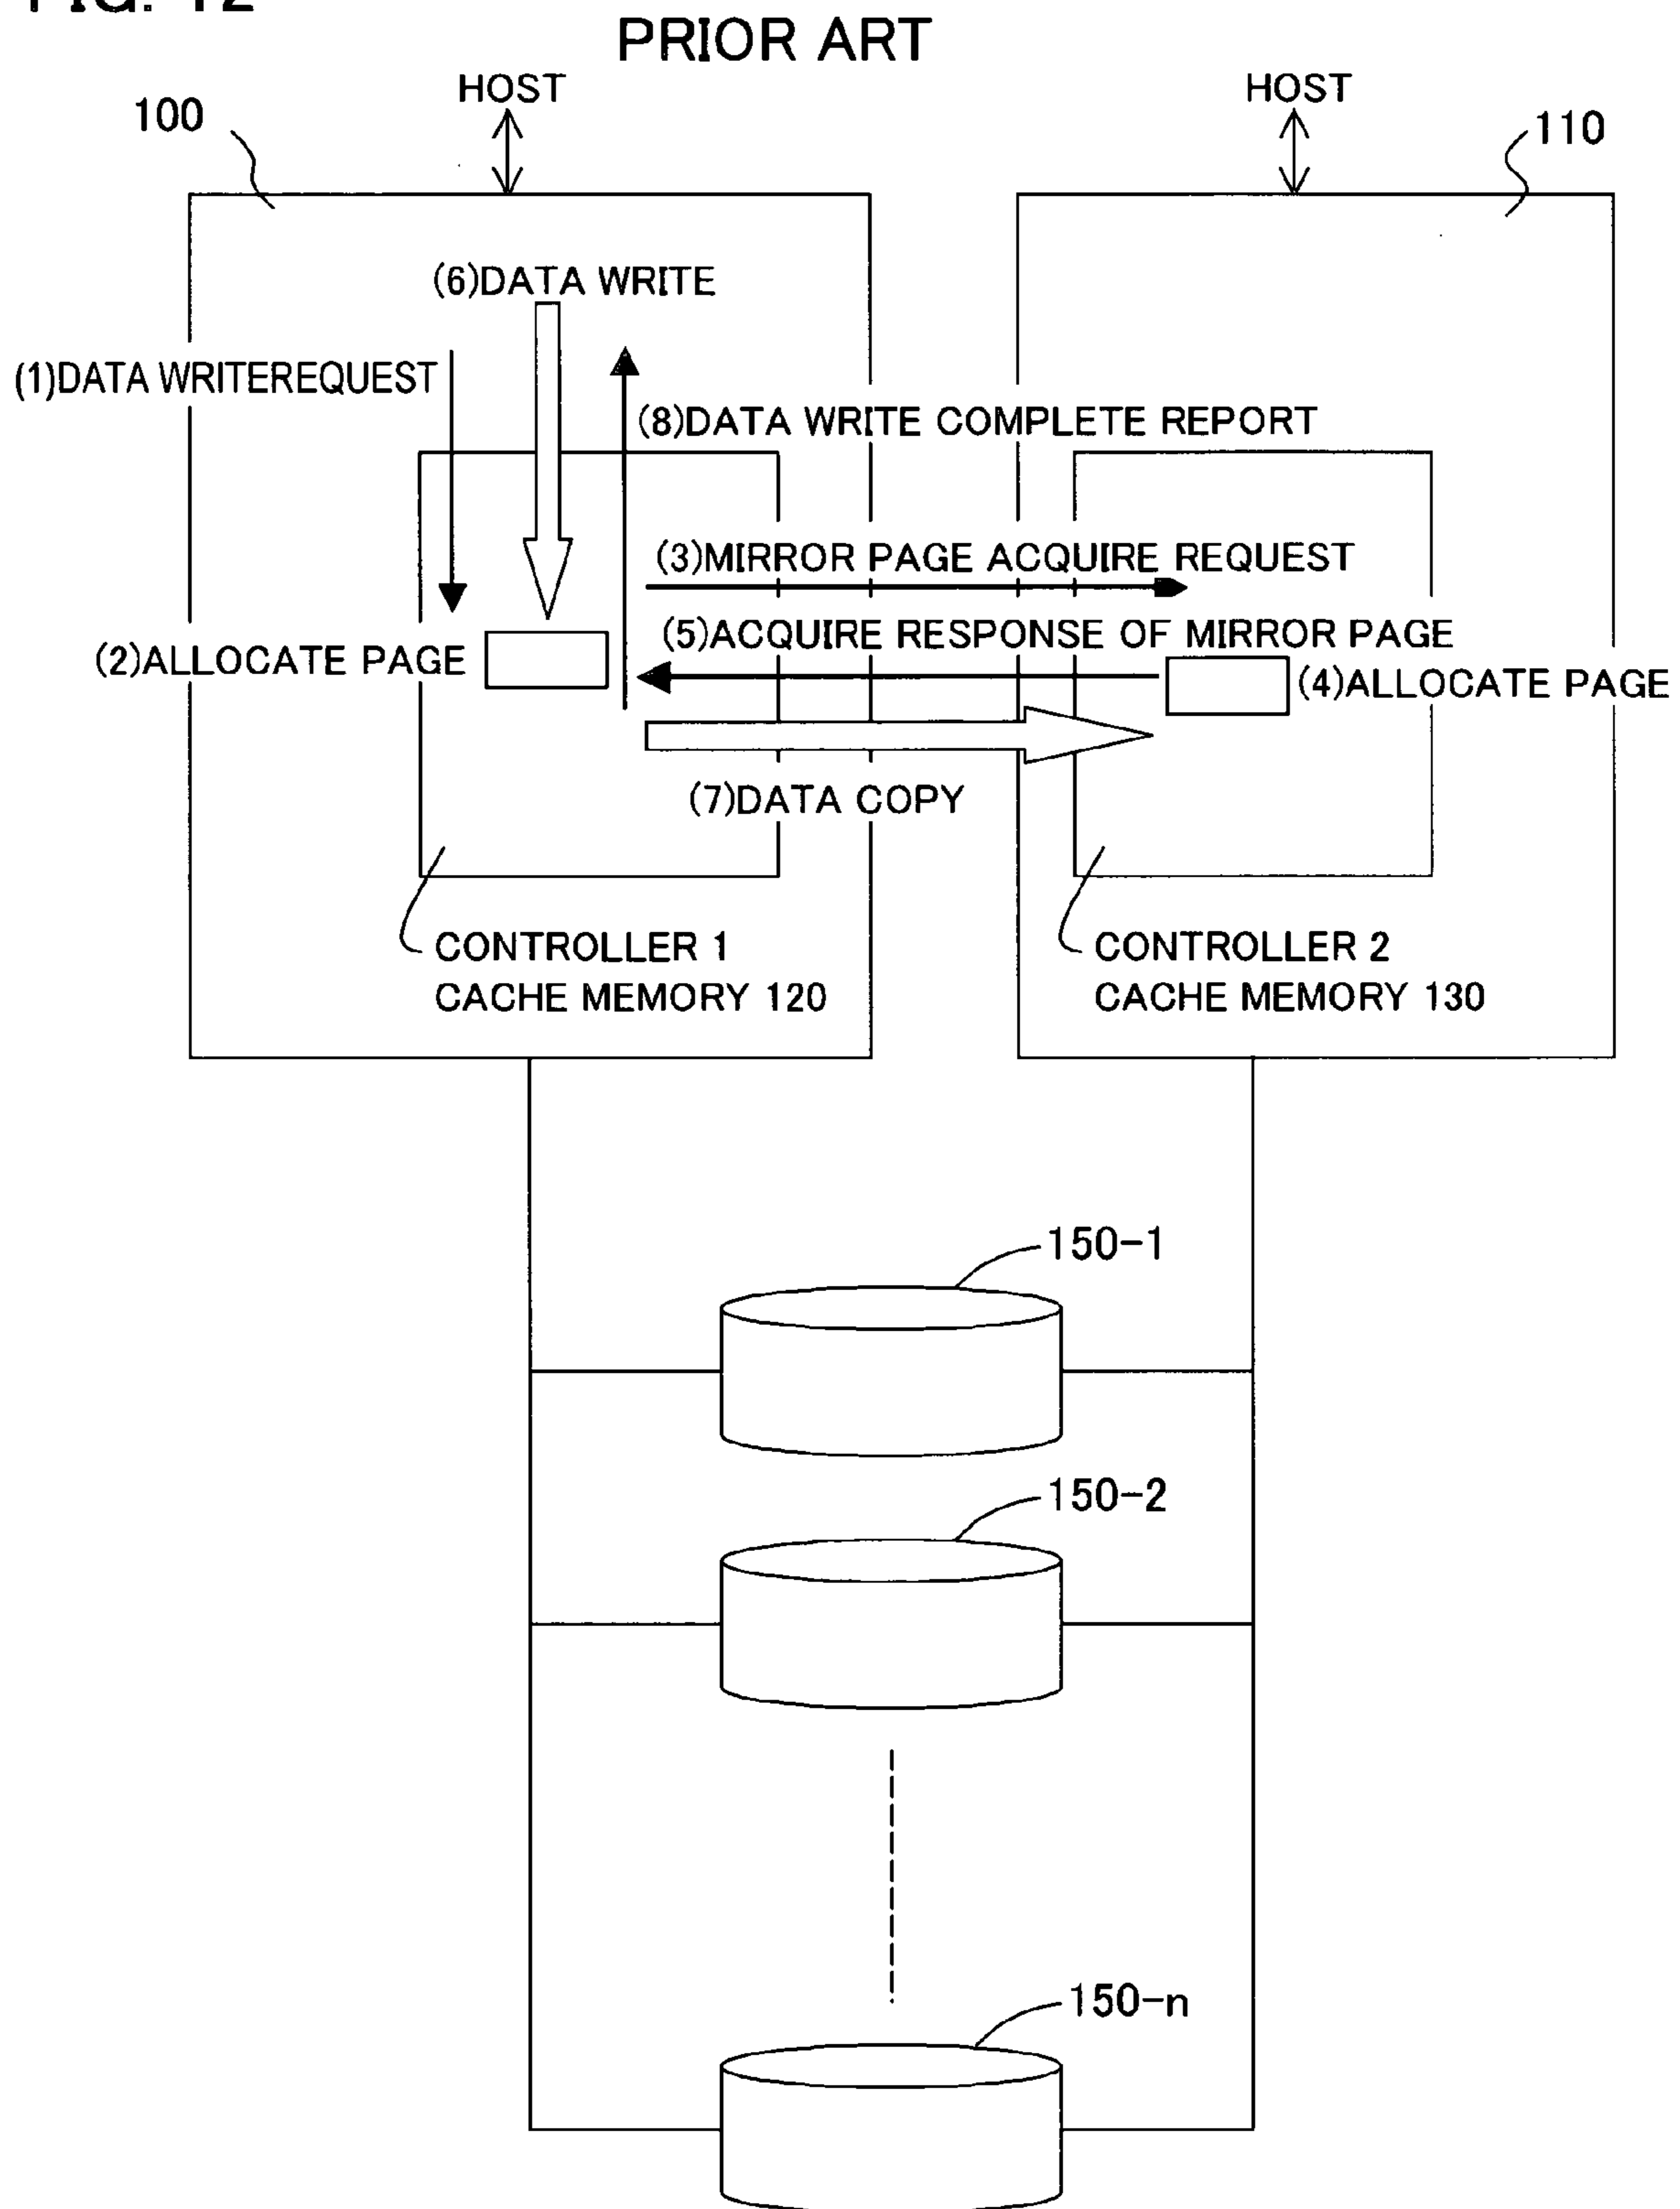 FIG. 12
PRIOR ART
HOST
HOST
100
110
(6)DATA WRITE
(1)DATA WRITEREQUEST
(8)DATA WRITE COMPLETE REPORT
(3)MIRROR PAGE ACQUIRE REQUEST
(5)ACQUIRE RESPONSE OF MIRROR PAGE
(2)ALLOCATE PAGE
(4)ALLOCATE PAGE
(7)DATA COPY
CONTROLLER 1
CACHE MEMORY 120
CONTROLLER 2
CACHE MEMORY 130
150-1
150-2
150-n